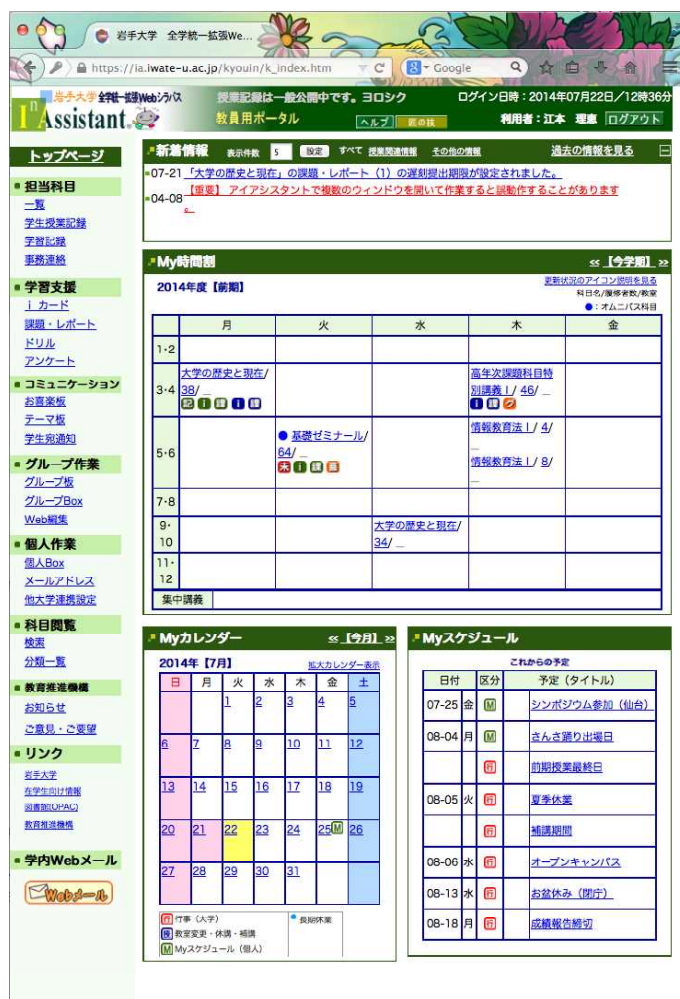 岩手大学 全学統一拡張We...
https://ia.iwate-u.ac.jp/kyouin/k_index.htm
Google
岩手大学全学統一拡張Webシラバス
授業記録は一般公開中です。ヨロシク
ログイン日時：2014年07月22日／12時36分
In Assistant
教員用ポータル
ヘルプ
匠の技
利用者：江本 理恵
ログアウト
トップページ
担当科目
一覧
学生授業記録
学習記録
事務連絡
学習支援
i カード
課題・レポート
ドリル
アンケート
コミュニケーション
お喜楽板
テーマ板
学生宛通知
グループ作業
グループ板
グループBox
Web編集
個人作業
個人Box
メールアドレス
他大学連携設定
科目閲覧
検索
分類一覧
教育推進機構
お知らせ
ご意見・ご要望
リンク
岩手大学
在学生向け情報
図書館(OPAC)
教育推進機構
学内Webメール
Webメール
新着情報 表示件数 5 設定 すべて 授業関連情報 その他の情報 過去の情報を見る
07-21 「大学の歴史と現在」の課題・レポート（1）の遅刻提出期限が設定されました。
04-08 【重要】 アイアシスタントで複数のウィンドウを開いて作業すると誤動作することがあります
。
My時間割 << 【今学期】 >>
2014年度【前期】
更新状況のアイコン説明を見る
科目名/履修者数/教室
●：オムニバス科目
月 火 水 木 金
1・2
3・4
大学の歴史と現在/
38/ _
記 i 課 i 課
高年次課題科目特
別講義 I / 46/ _
i 課 グ
5・6
● 基礎ゼミナール/
64/ _
未 i 課 喜
情報教育法 I / 4/
_
情報教育法 I / 8/
_
7・8
9・
10
大学の歴史と現在/
34/ _
11・
12
集中講義
Myカレンダー << 【今月】 >>
2014年【7月】 拡大カレンダー表示
日 月 火 水 木 金 土
1 2 3 4 5
6 7 8 9 10 11 12
13 14 15 16 17 18 19
20 21 22 23 24 25 M 26
27 28 29 30 31
行 行事（大学）
長期休業
教室変更・休講・補講
M Myスケジュール（個人）
Myスケジュール
これからの予定
日付 区分 予定（タイトル）
07-25 金 M シンポジウム参加（仙台）
08-04 月 M さんさ踊り出場日
行 前期授業最終日
08-05 火 行 夏季休業
行 補講期間
08-06 水 行 オープンキャンパス
08-13 水 行 お盆休み（閉庁）
08-18 月 行 成績報告締切